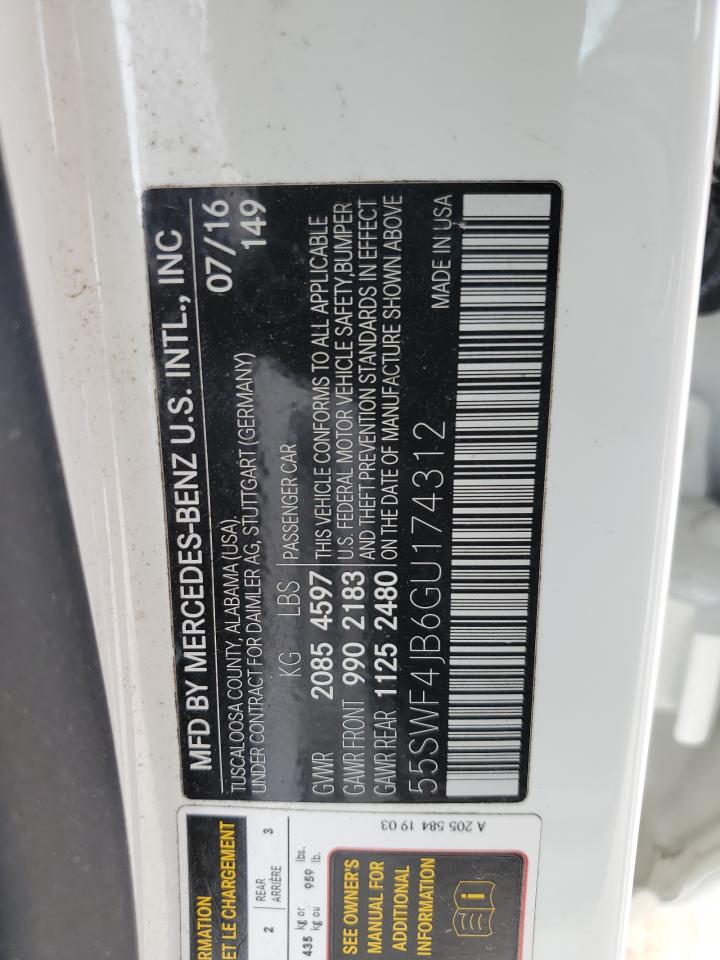 MFD BY MERCEDES-BENZ U.S. INTL., INC
TUSCALOOSA COUNTY, ALABAMA (USA),
UNDER CONTRACT FOR DAIMLER AG, STUTTGART (GERMANY)
07/16
149
KG LBS
GVWR 2085 4597
GAWR FRONT 990 2183
GAWR REAR 1125 2480
PASSENGER CAR
THIS VEHICLE CONFORMS TO ALL APPLICABLE
U.S. FEDERAL MOTOR VEHICLE SAFETY,BUMPER
AND THEFT PREVENTION STANDARDS IN EFFECT
ON THE DATE OF MANUFACTURE SHOWN ABOVE
55SWF4JB6GU174312
MADE IN USA
RMATION
ET LE CHARGEMENT
2
REAR
ARRIÈRE
3
435 kg or 959 lbs.
kg ou lb.
SEE OWNER'S
MANUAL FOR
ADDITIONAL
INFORMATION
i
A 205 584 19 03